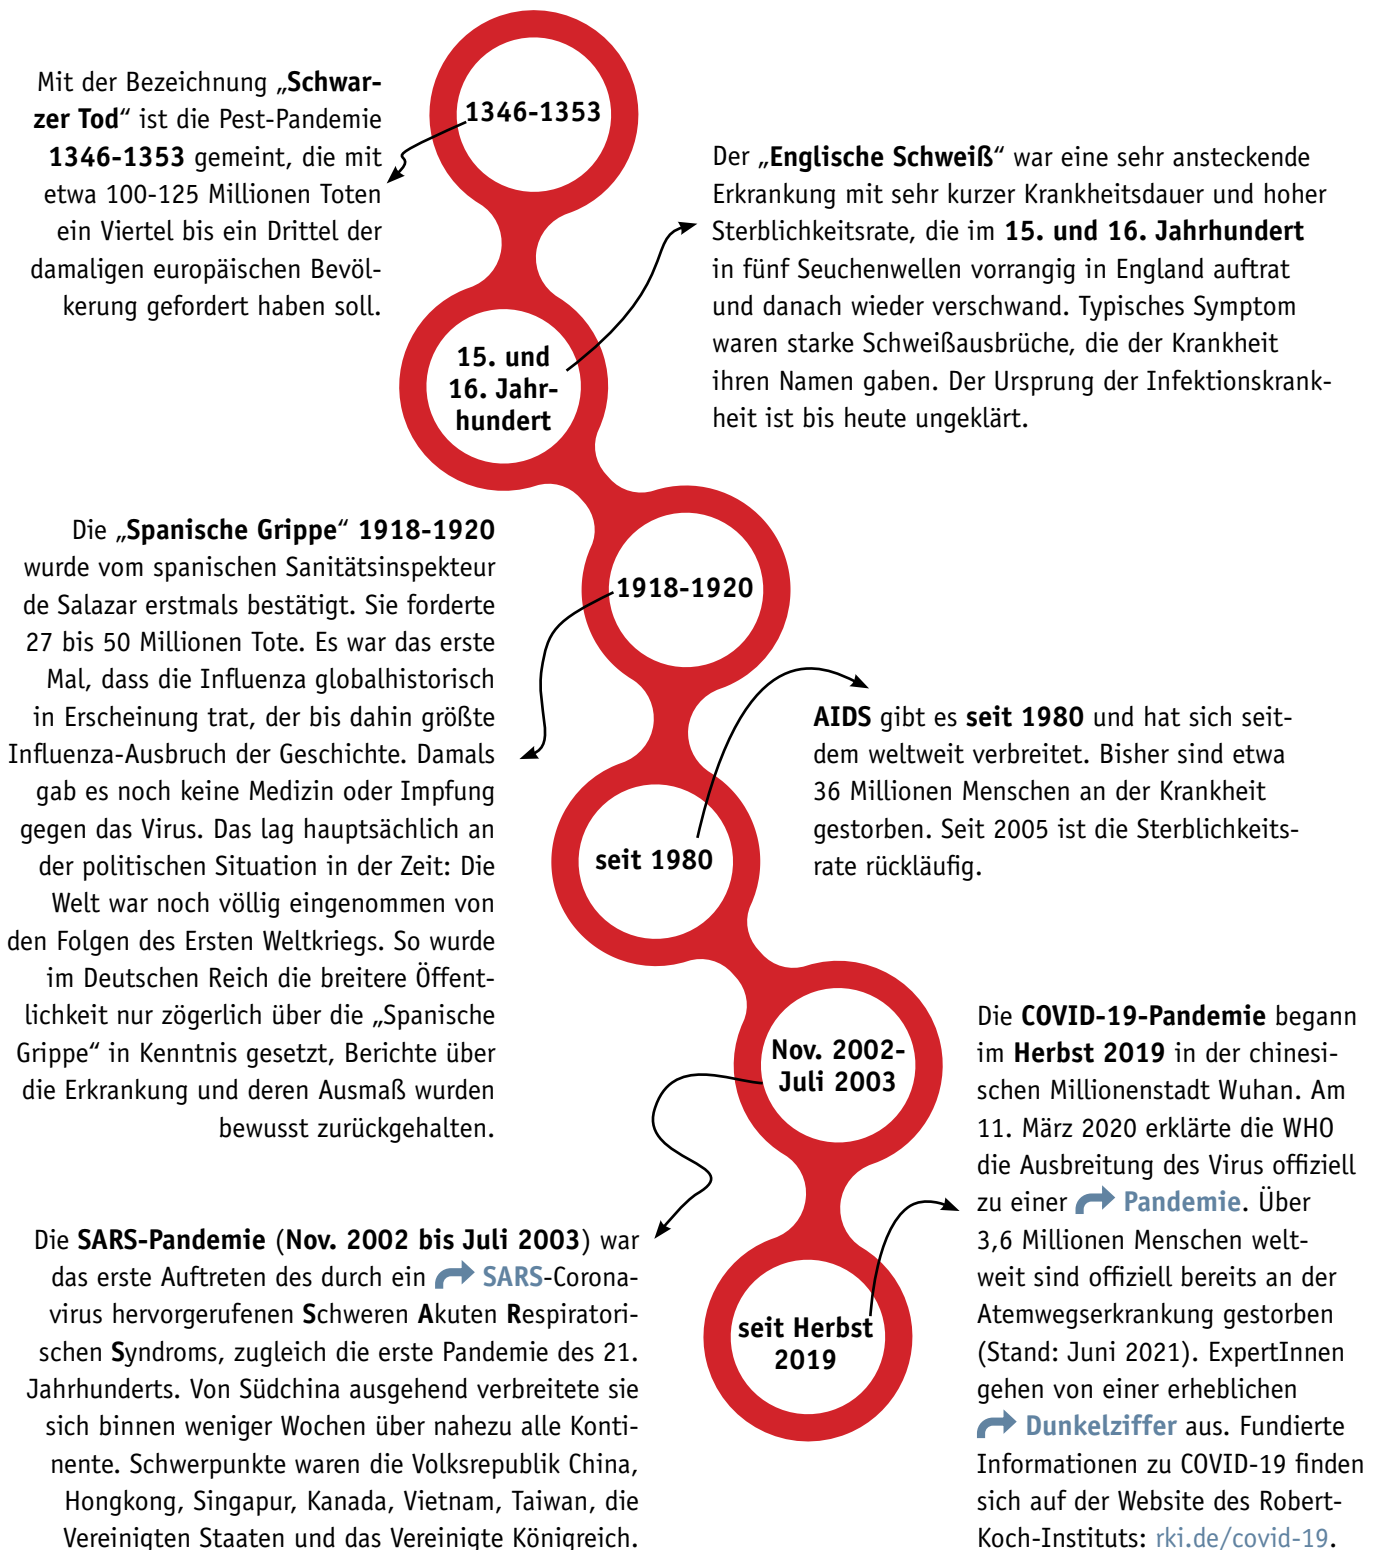 1346-1353
Mit der Bezeichnung „Schwar-
zer Tod“ ist die Pest-Pandemie
1346-1353 gemeint, die mit
etwa 100-125 Millionen Toten
ein Viertel bis ein Drittel der
damaligen europäischen Bevöl-
kerung gefordert haben soll.
Der „Englische Schweiß“ war eine sehr ansteckende
Erkrankung mit sehr kurzer Krankheitsdauer und hoher
Sterblichkeitsrate, die im 15. und 16. Jahrhundert
in fünf Seuchenwellen vorrangig in England auftrat
und danach wieder verschwand. Typisches Symptom
waren starke Schweißausbrüche, die der Krankheit
ihren Namen gaben. Der Ursprung der Infektionskrank-
heit ist bis heute ungeklärt.
15. und
16. Jahr-
hundert
Die „Spanische Grippe“ 1918-1920
wurde vom spanischen Sanitätsinspekteur
de Salazar erstmals bestätigt. Sie forderte
27 bis 50 Millionen Tote. Es war das erste
Mal, dass die Influenza globalhistorisch
in Erscheinung trat, der bis dahin größte
Influenza-Ausbruch der Geschichte. Damals
gab es noch keine Medizin oder Impfung
gegen das Virus. Das lag hauptsächlich an
der politischen Situation in der Zeit: Die
Welt war noch völlig eingenommen von
den Folgen des Ersten Weltkriegs. So wurde
im Deutschen Reich die breitere Öffent-
lichkeit nur zögerlich über die „Spanische
Grippe“ in Kenntnis gesetzt, Berichte über
die Erkrankung und deren Ausmaß wurden
bewusst zurückgehalten.
1918-1920
AIDS gibt es seit 1980 und hat sich seit-
dem weltweit verbreitet. Bisher sind etwa
36 Millionen Menschen an der Krankheit
gestorben. Seit 2005 ist die Sterblichkeits-
rate rückläufig.
seit 1980
Nov. 2002-
Juli 2003
Die SARS-Pandemie (Nov. 2002 bis Juli 2003) war
das erste Auftreten des durch ein SARS-Corona-
virus hervorgerufenen Schweren Akuten Respiratori-
schen Syndroms, zugleich die erste Pandemie des 21.
Jahrhunderts. Von Südchina ausgehend verbreitete sie
sich binnen weniger Wochen über nahezu alle Konti-
nente. Schwerpunkte waren die Volksrepublik China,
Hongkong, Singapur, Kanada, Vietnam, Taiwan, die
Vereinigten Staaten und das Vereinigte Königreich.
Die COVID-19-Pandemie begann
im Herbst 2019 in der chinesi-
schen Millionenstadt Wuhan. Am
11. März 2020 erklärte die WHO
die Ausbreitung des Virus offiziell
zu einer Pandemie. Über
3,6 Millionen Menschen welt-
weit sind offiziell bereits an der
Atemwegserkrankung gestorben
(Stand: Juni 2021). ExpertInnen
gehen von einer erheblichen
Dunkelziffer aus. Fundierte
Informationen zu COVID-19 finden
sich auf der Website des Robert-
Koch-Instituts: rki.de/covid-19.
seit Herbst
2019